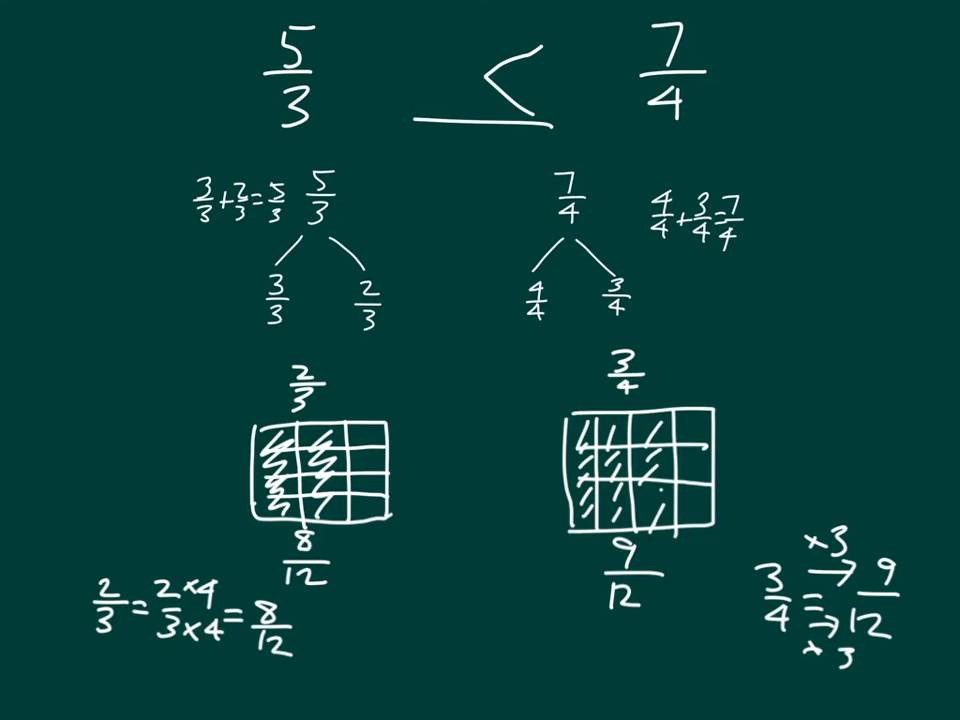 5/3 < 7/4
3/3 + 2/3 = 5/3
5/3
7/4
4/4 + 3/4 = 7/4
3/3 2/3
4/4 3/4
2/3
3/4
8/12
9/12
2/3 = 2×4/3×4 = 8/12
×3
3/4 = 9/12
× 3